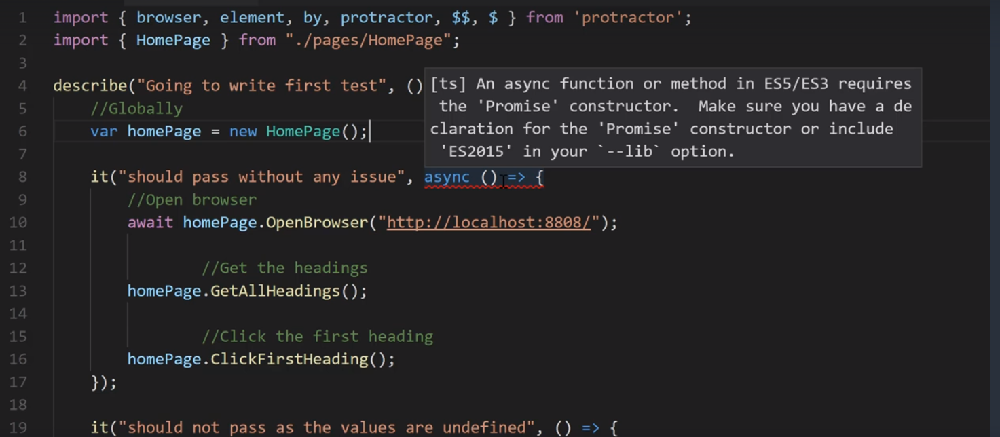 1 import { browser, element, by, protractor, $$, $ } from 'protractor';
2 import { HomePage } from "./pages/HomePage";
3
4 describe("Going to write first test", ()
5 //Globally
6 var homePage = new HomePage();
7
[ts] An async function or method in ES5/ES3 requires
the 'Promise' constructor.  Make sure you have a de
claration for the 'Promise' constructor or include
'ES2015' in your `--lib` option.
8 it("should pass without any issue", async () => {
9 //Open browser
10 await homePage.OpenBrowser("http://localhost:8808/");
11
12 //Get the headings
13 homePage.GetAllHeadings();
14
15 //Click the first heading
16 homePage.ClickFirstHeading();
17 });
18
19 it("should not pass as the values are undefined", () => {